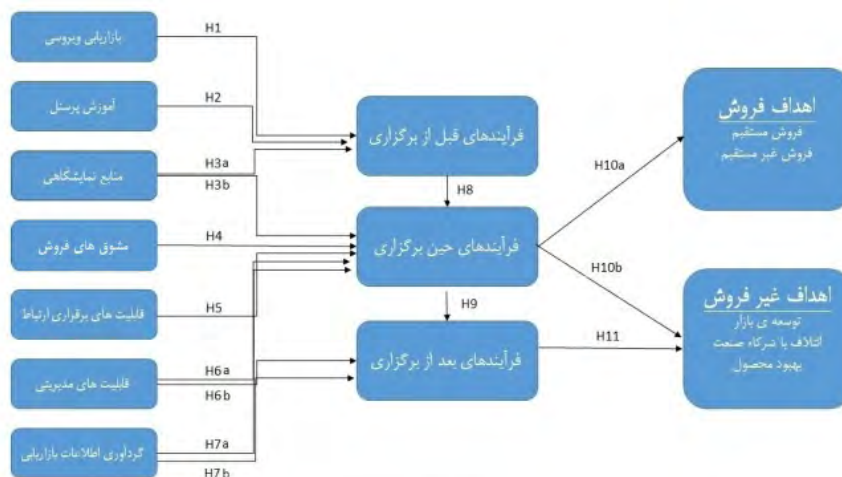 بازاریابی ویروسی
آموزش پرسنل
منابع نمایشگاهی
مشوق های فروش
قابلیت های برقراری ارتباط
قابلیت های مدیریتی
گردآوری اطلاعات بازاریابی
H1
H2
H3a
H3b
H4
H5
H6a
H6b
H7a
H7b
فرآیندهای قبل از برگزاری
H8
فرآیندهای حین برگزاری
H9
فرآیندهای بعد از برگزاری
H10a
H10b
H11
اهداف فروش
فروش مستقیم
فروش غیر مستقیم
اهداف غیر فروش
توسعه ی بازار
ائتلاف با شرکاء صنعت
بهبود محصول